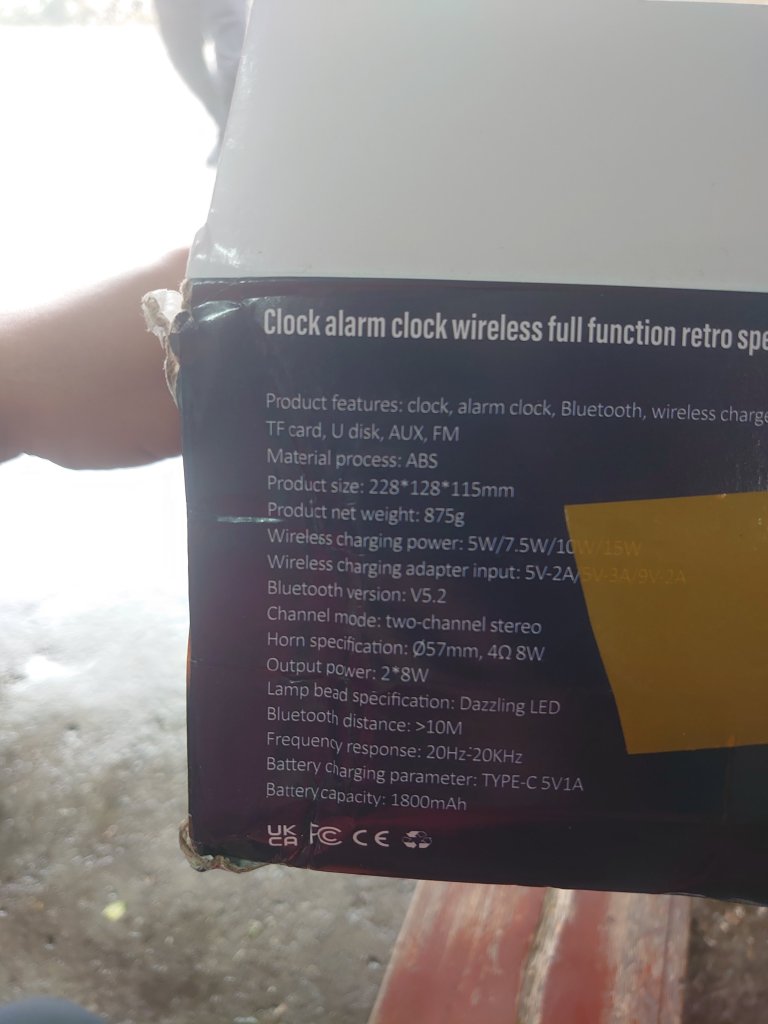 Clock alarm clock wireless full function retro spe
Product features: clock, alarm clock, Bluetooth, wireless charge
TF card, U disk, AUX, FM
Material process: ABS
Product size: 228*128*115mm
Product net weight: 875g
Wireless charging power: 5W/7.5W/10W/15W
Wireless charging adapter input: 5V-2A/5V-3A/9V-2A
Bluetooth version: V5.2
Channel mode: two-channel stereo
Horn specification: Ø57mm, 4Ω 8W
Output power: 2*8W
Lamp bead specification: Dazzling LED
Bluetooth distance: >10M
Frequency response: 20Hz-20KHz
Battery charging parameter: TYPE-C 5V1A
Battery capacity: 1800mAh
UK CA FC CE